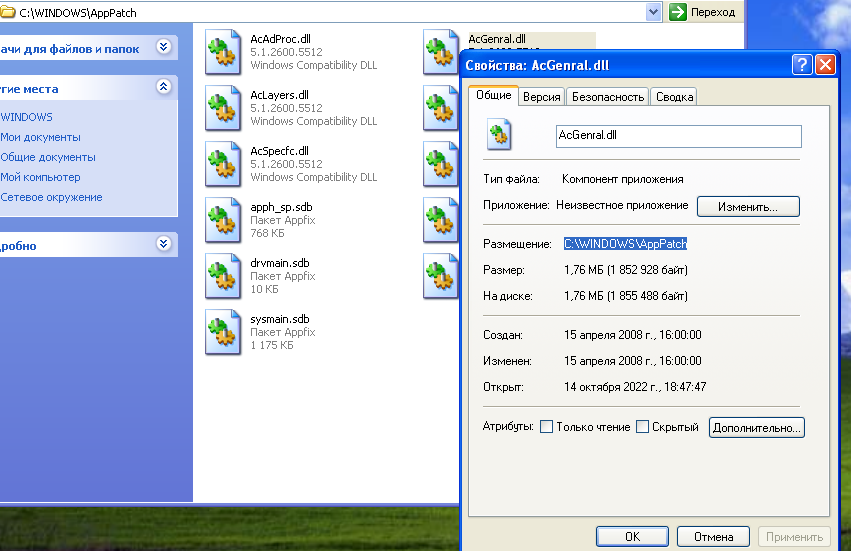 C:\WINDOWS\AppPatch
Переход
ачи для файлов и папок
угие места
WINDOWS
Мои документы
Общие документы
Мой компьютер
Сетевое окружение
дробно
AcAdProc.dll
5.1.2600.5512
Windows Compatibility DLL
AcLayers.dll
5.1.2600.5512
Windows Compatibility DLL
AcSpecfc.dll
5.1.2600.5512
Windows Compatibility DLL
apph_sp.sdb
Пакет Appfix
768 КБ
drvmain.sdb
Пакет Appfix
10 КБ
sysmain.sdb
Пакет Appfix
1 175 КБ
AcGenral.dll
Свойства: AcGenral.dll
Общие Версия Безопасность Сводка
AcGenral.dll
Тип файла: Компонент приложения
Приложение: Неизвестное приложение Изменить...
Размещение: C:\WINDOWS\AppPatch
Размер: 1,76 МБ (1 852 928 байт)
На диске: 1,76 МБ (1 855 488 байт)
Создан: 15 апреля 2008 г., 16:00:00
Изменен: 15 апреля 2008 г., 16:00:00
Открыт: 14 октября 2022 г., 18:47:47
Атрибуты: Только чтение Скрытый Дополнительно...
OK Отмена Применить